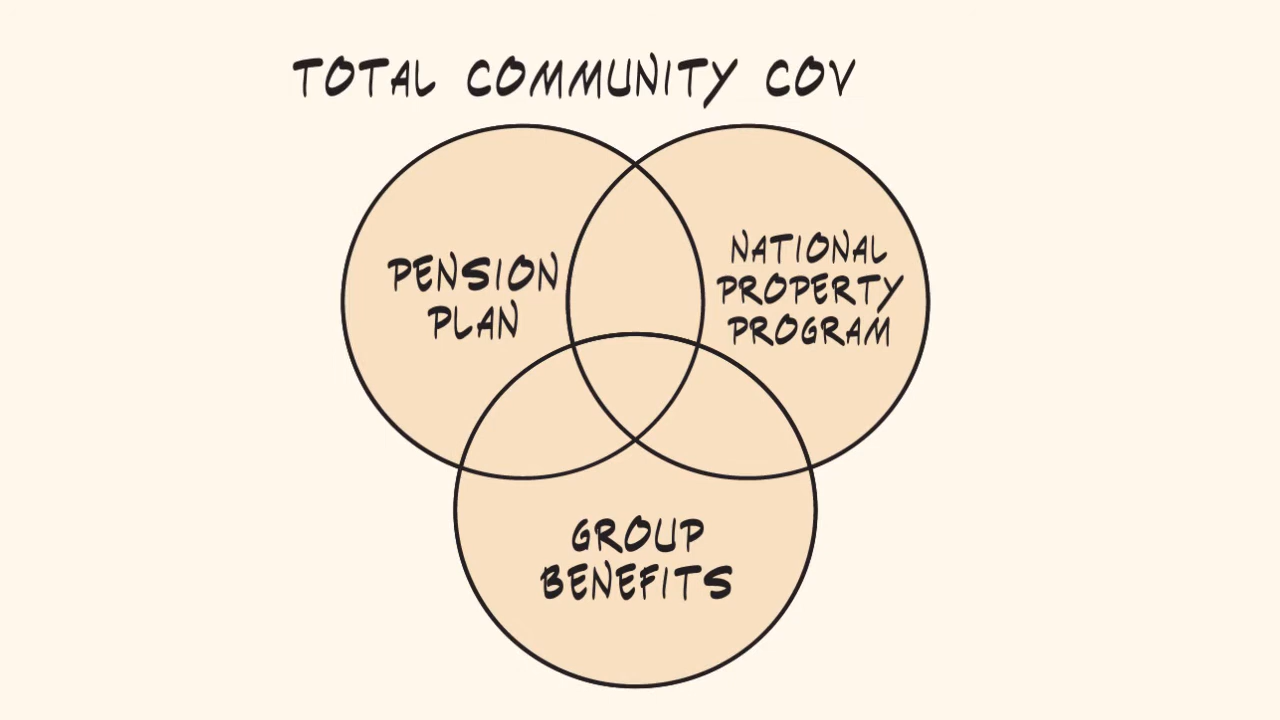 TOTAL COMMUNITY COV
PENSION
PLAN
NATIONAL
PROPERTY
PROGRAM
GROUP
BENEFITS